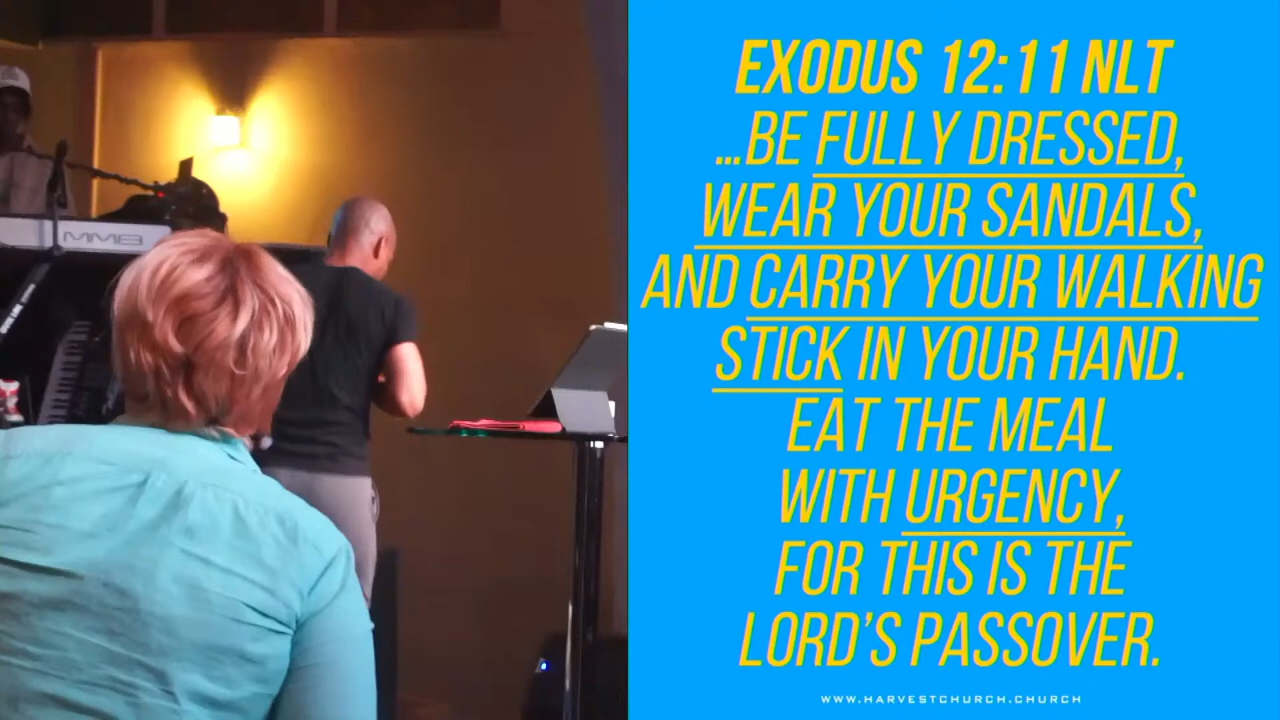 EXODUS 12:11 NLT
...BE FULLY DRESSED,
WEAR YOUR SANDALS,
AND CARRY YOUR WALKING
STICK IN YOUR HAND.
EAT THE MEAL
WITH URGENCY,
FOR THIS IS THE
LORD'S PASSOVER.
WWW.HARVESTCHURCH.CHURCH
MM8